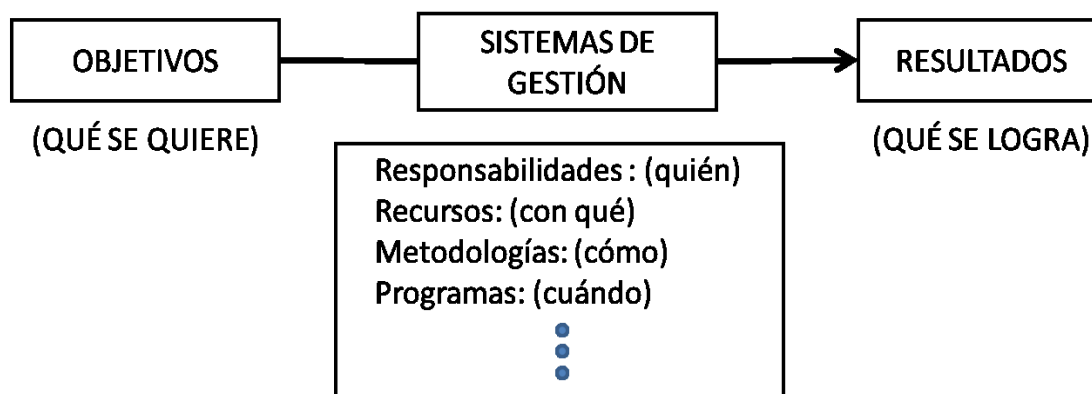 OBJETIVOS
SISTEMAS DE
GESTIÓN
RESULTADOS
(QUÉ SE QUIERE)
(QUÉ SE LOGRA)
Responsabilidades : (quién)
Recursos: (con qué)
Metodologías: (cómo)
Programas: (cuándo)